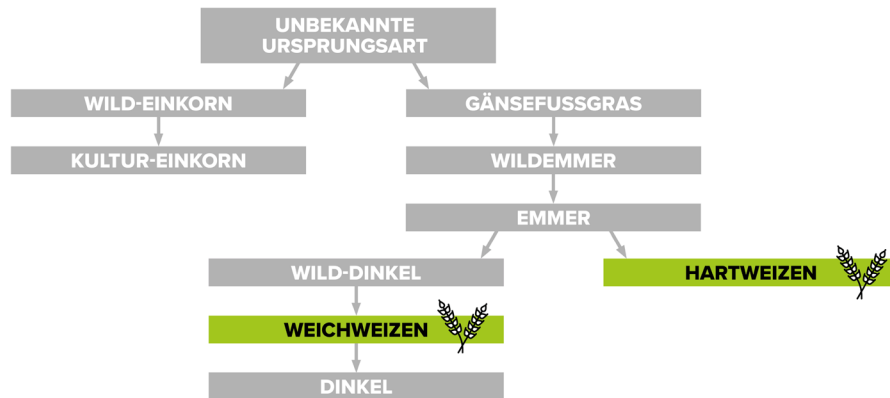 UNBEKANNTE
URSPRUNGSART
WILD-EINKORN
GÄNSEFUSSGRAS
KULTUR-EINKORN
WILDEMMER
EMMER
WILD-DINKEL
HARTWEIZEN
WEICHWEIZEN
DINKEL